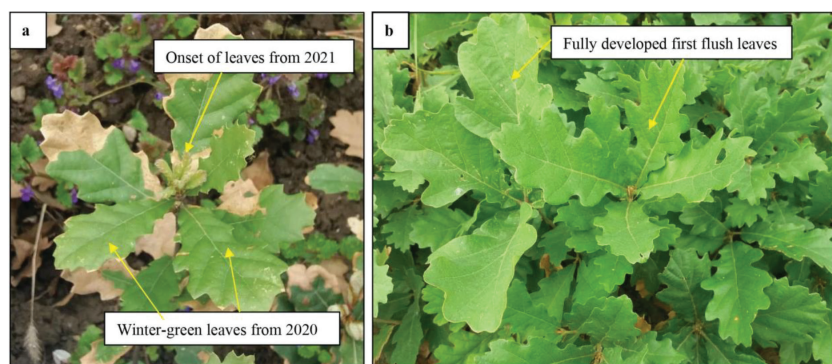 a
Onset of leaves from 2021
Winter-green leaves from 2020
b
Fully developed first flush leaves